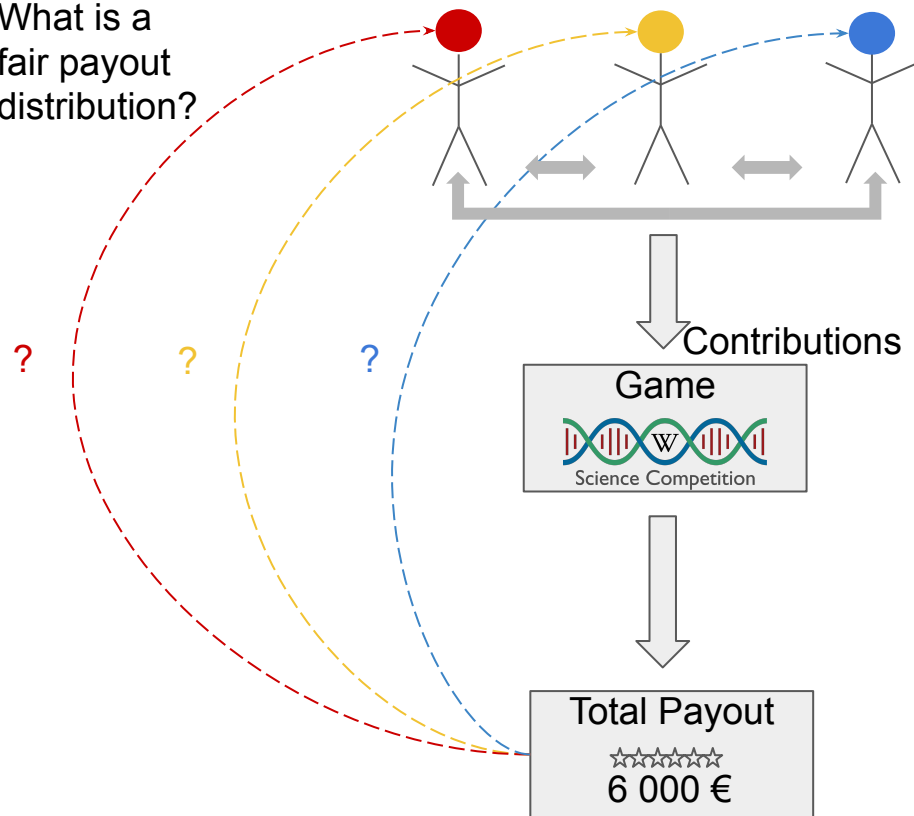 What is a
fair payout
distribution?
?
?
?
Contributions
Game
W
Science Competition
Total Payout
6 000 €